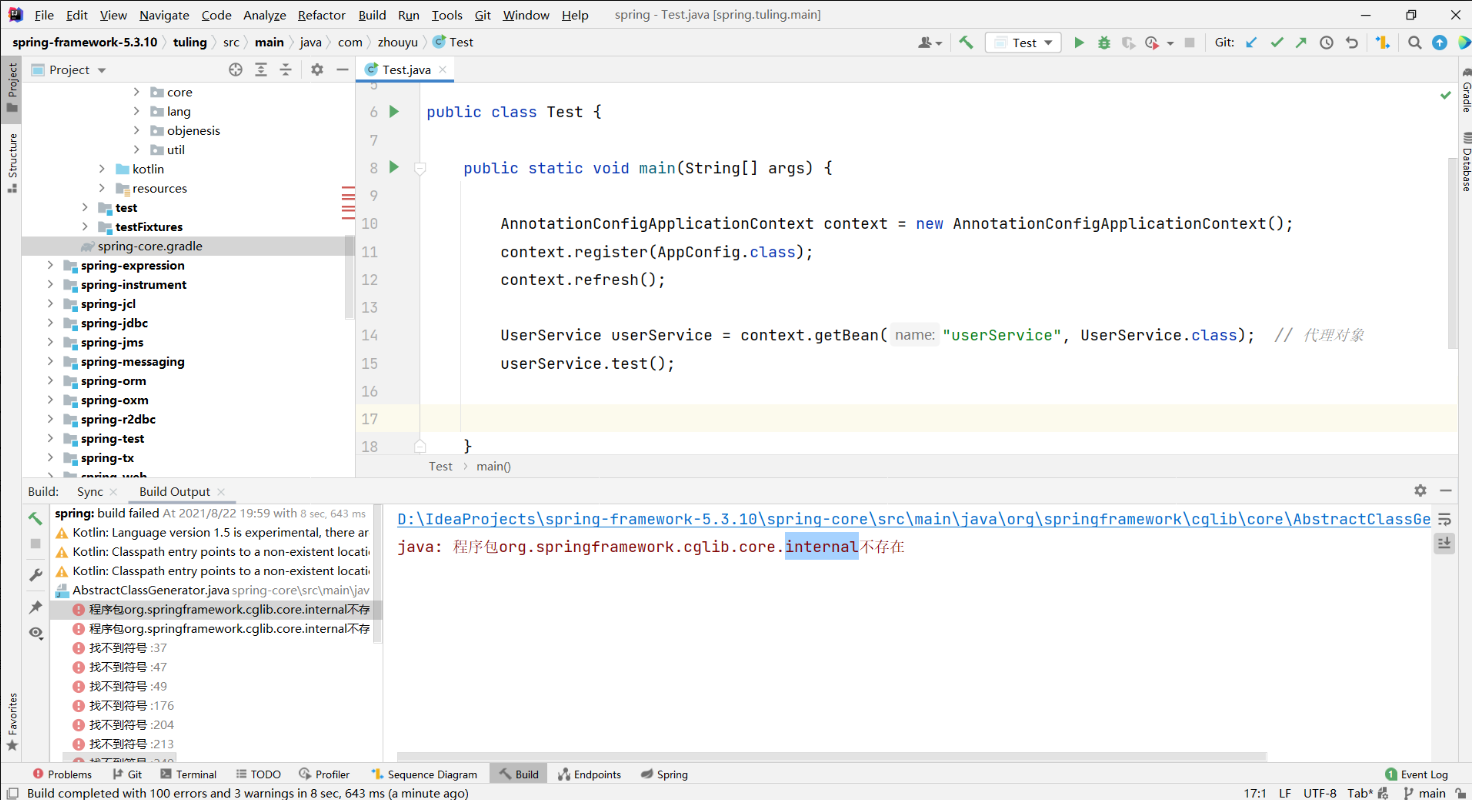 File Edit View Navigate Code Analyze Refactor Build Run Tools Git Window Help spring - Test.java [spring.tuling.main]
spring-framework-5.3.10 tuling src main java com zhouyu Test Test Git:
Project Test.java
core
lang
objenesis
util
kotlin
resources
test
testFixtures
spring-core.gradle
spring-expression
spring-instrument
spring-jcl
spring-jdbc
spring-jms
spring-messaging
spring-orm
spring-oxm
spring-r2dbc
spring-test
spring-tx
spring-web
Project
Structure
Favorites
Gradle
Database
5
6 public class Test {
7
8 public static void main(String[] args) {
9
10 AnnotationConfigApplicationContext context = new AnnotationConfigApplicationContext();
11 context.register(AppConfig.class);
12 context.refresh();
13
14 UserService userService = context.getBean( name: "userService", UserService.class); // 代理对象
15 userService.test();
16
17
18 }
Test main()
Build: Sync Build Output
spring: build failed At 2021/8/22 19:59 with 8 sec, 643 ms
Kotlin: Language version 1.5 is experimental, there ar
Kotlin: Classpath entry points to a non-existent locati
Kotlin: Classpath entry points to a non-existent locati
AbstractClassGenerator.java spring-core\src\main\jav
程序包org.springframework.cglib.core.internal不存
程序包org.springframework.cglib.core.internal不存
找不到符号 :37
找不到符号 :47
找不到符号 :49
找不到符号 :176
找不到符号 :204
找不到符号 :213
D:\IdeaProjects\spring-framework-5.3.10\spring-core\src\main\java\org\springframework\cglib\core\AbstractClassGe
java: 程序包org.springframework.cglib.core.internal不存在
Problems Git Terminal TODO Profiler Sequence Diagram Build Endpoints Spring 1 Event Log
Build completed with 100 errors and 3 warnings in 8 sec, 643 ms (a minute ago) 17:1 LF UTF-8 Tab* main